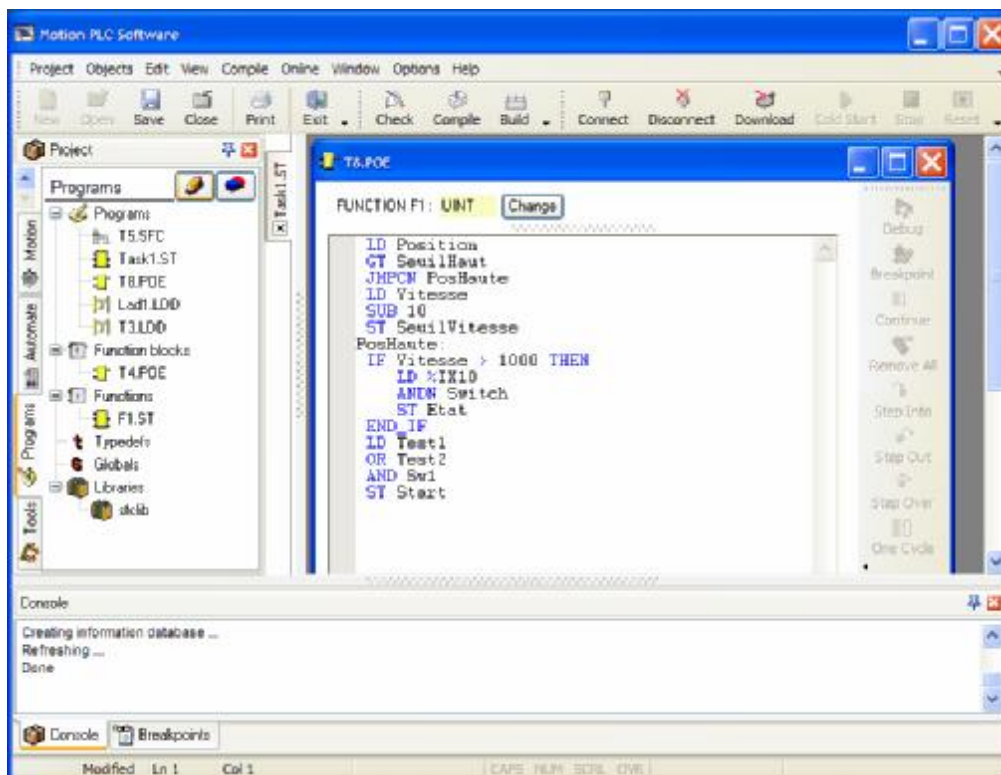 Motion PLC Software
Project Objects Edit View Compile Online Window Options Help
New Open Save Close Print Exit Check Compile Build Connect Disconnect Download Cold Start Stop Reset
Project
Programs
Programs
T5.SFC
Task1.ST
T8.POE
Lad1.LDD
T3.LDD
Function blocks
T4.POE
Functions
F1.ST
Typedefs
Globals
Libraries
Motion
Automate
Programs
Tools
Task1.ST
T8.POE
FUNCTION F1: UINT Change
LD Position
GT SeuilHaut
JMPCN PosHaute
LD Vitesse
SUB 10
ST SeuilVitesse
PosHaute:
IF Vitesse > 1000 THEN
LD %IX10
ANDN Switch
ST Etat
END_IF
LD Test1
OR Test2
AND Sw1
ST Start
Debug
Breakpoint
Continue
Remove All
Step Into
Step Out
Step Over
One Cycle
Console
Creating information database ...
Refreshing ...
Done
Console Breakpoints
Modified Ln 1 Col 1 CAPS NUM SCRL OVR